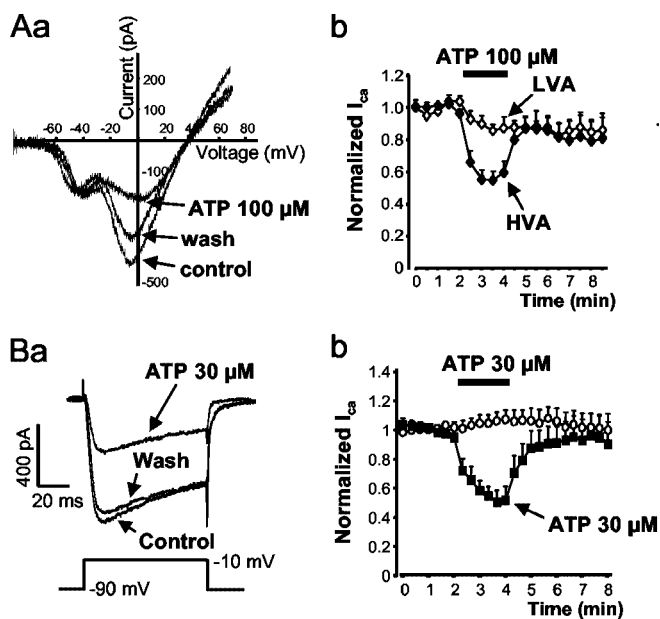 Aa
Current (pA)
200
100
-60 -40 -20 0 20 40 60 80
Voltage (mV)
-100
ATP 100 µM
wash
control
-500
b
ATP 100 µM
LVA
HVA
Normalized Ica
1.2
1.0
0.8
0.6
0.4
0.2
0
0 1 2 3 4 5 6 7 8
Time (min)
Ba
ATP 30 µM
400 pA
20 ms
Wash
Control
-10 mV
-90 mV
b
ATP 30 µM
Normalized Ica
1.4
1.2
1
0.8
0.6
0.4
0.2
0
ATP 30 µM
0 1 2 3 4 5 6 7 8
Time (min)